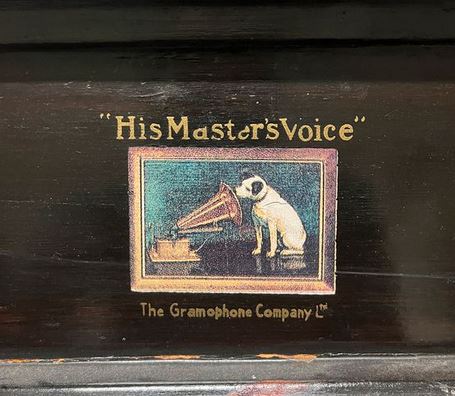 "His Master's Voice"
The Gramophone Company Ltd